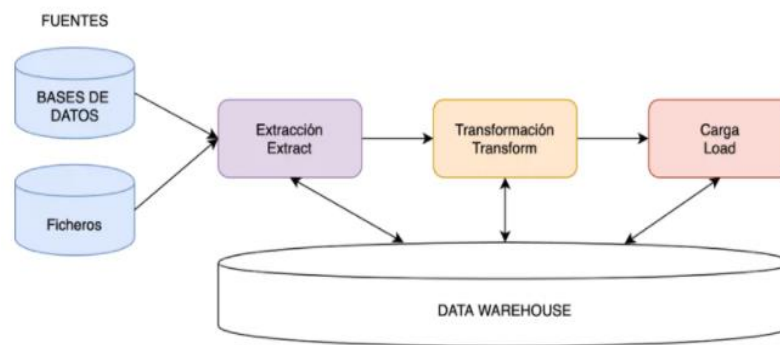 FUENTES
BASES DE
DATOS
Ficheros
Extracción
Extract
Transformación
Transform
Carga
Load
DATA WAREHOUSE